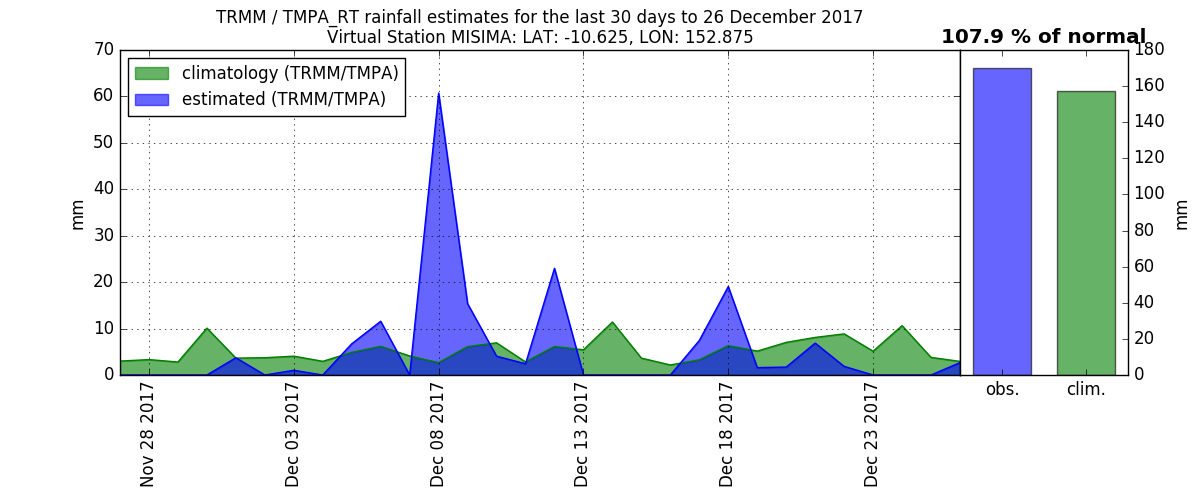 TRMM / TMPA_RT rainfall estimates for the last 30 days to 26 December 2017
Virtual Station MISIMA: LAT: -10.625, LON: 152.875
107.9 % of normal
climatology (TRMM/TMPA)
estimated (TRMM/TMPA)
70
60
50
40
30
20
10
0
mm
Nov 28 2017
Dec 03 2017
Dec 08 2017
Dec 13 2017
Dec 18 2017
Dec 23 2017
180
160
140
120
100
80
60
40
20
0
mm
obs.
clim.